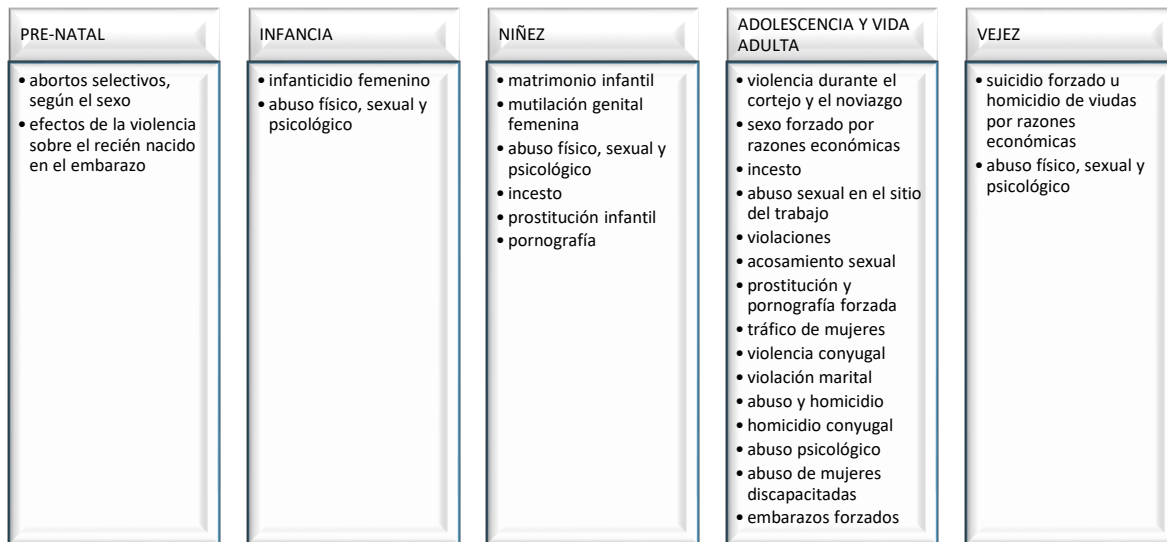 PRE-NATAL
• abortos selectivos,
según el sexo
• efectos de la violencia
sobre el recién nacido
en el embarazo
INFANCIA
• infanticidio femenino
• abuso físico, sexual y
psicológico
NIÑEZ
• matrimonio infantil
• mutilación genital
femenina
• abuso físico, sexual y
psicológico
• incesto
• prostitución infantil
• pornografía
ADOLESCENCIA Y VIDA
ADULTA
• violencia durante el
cortejo y el noviazgo
• sexo forzado por
razones económicas
• incesto
• abuso sexual en el sitio
del trabajo
• violaciones
• acosamiento sexual
• prostitución y
pornografía forzada
• tráfico de mujeres
• violencia conyugal
• violación marital
• abuso y homicidio
• homicidio conyugal
• abuso psicológico
• abuso de mujeres
discapacitadas
• embarazos forzados
VEJEZ
• suicidio forzado u
homicidio de viudas
por razones
económicas
• abuso físico, sexual y
psicológico